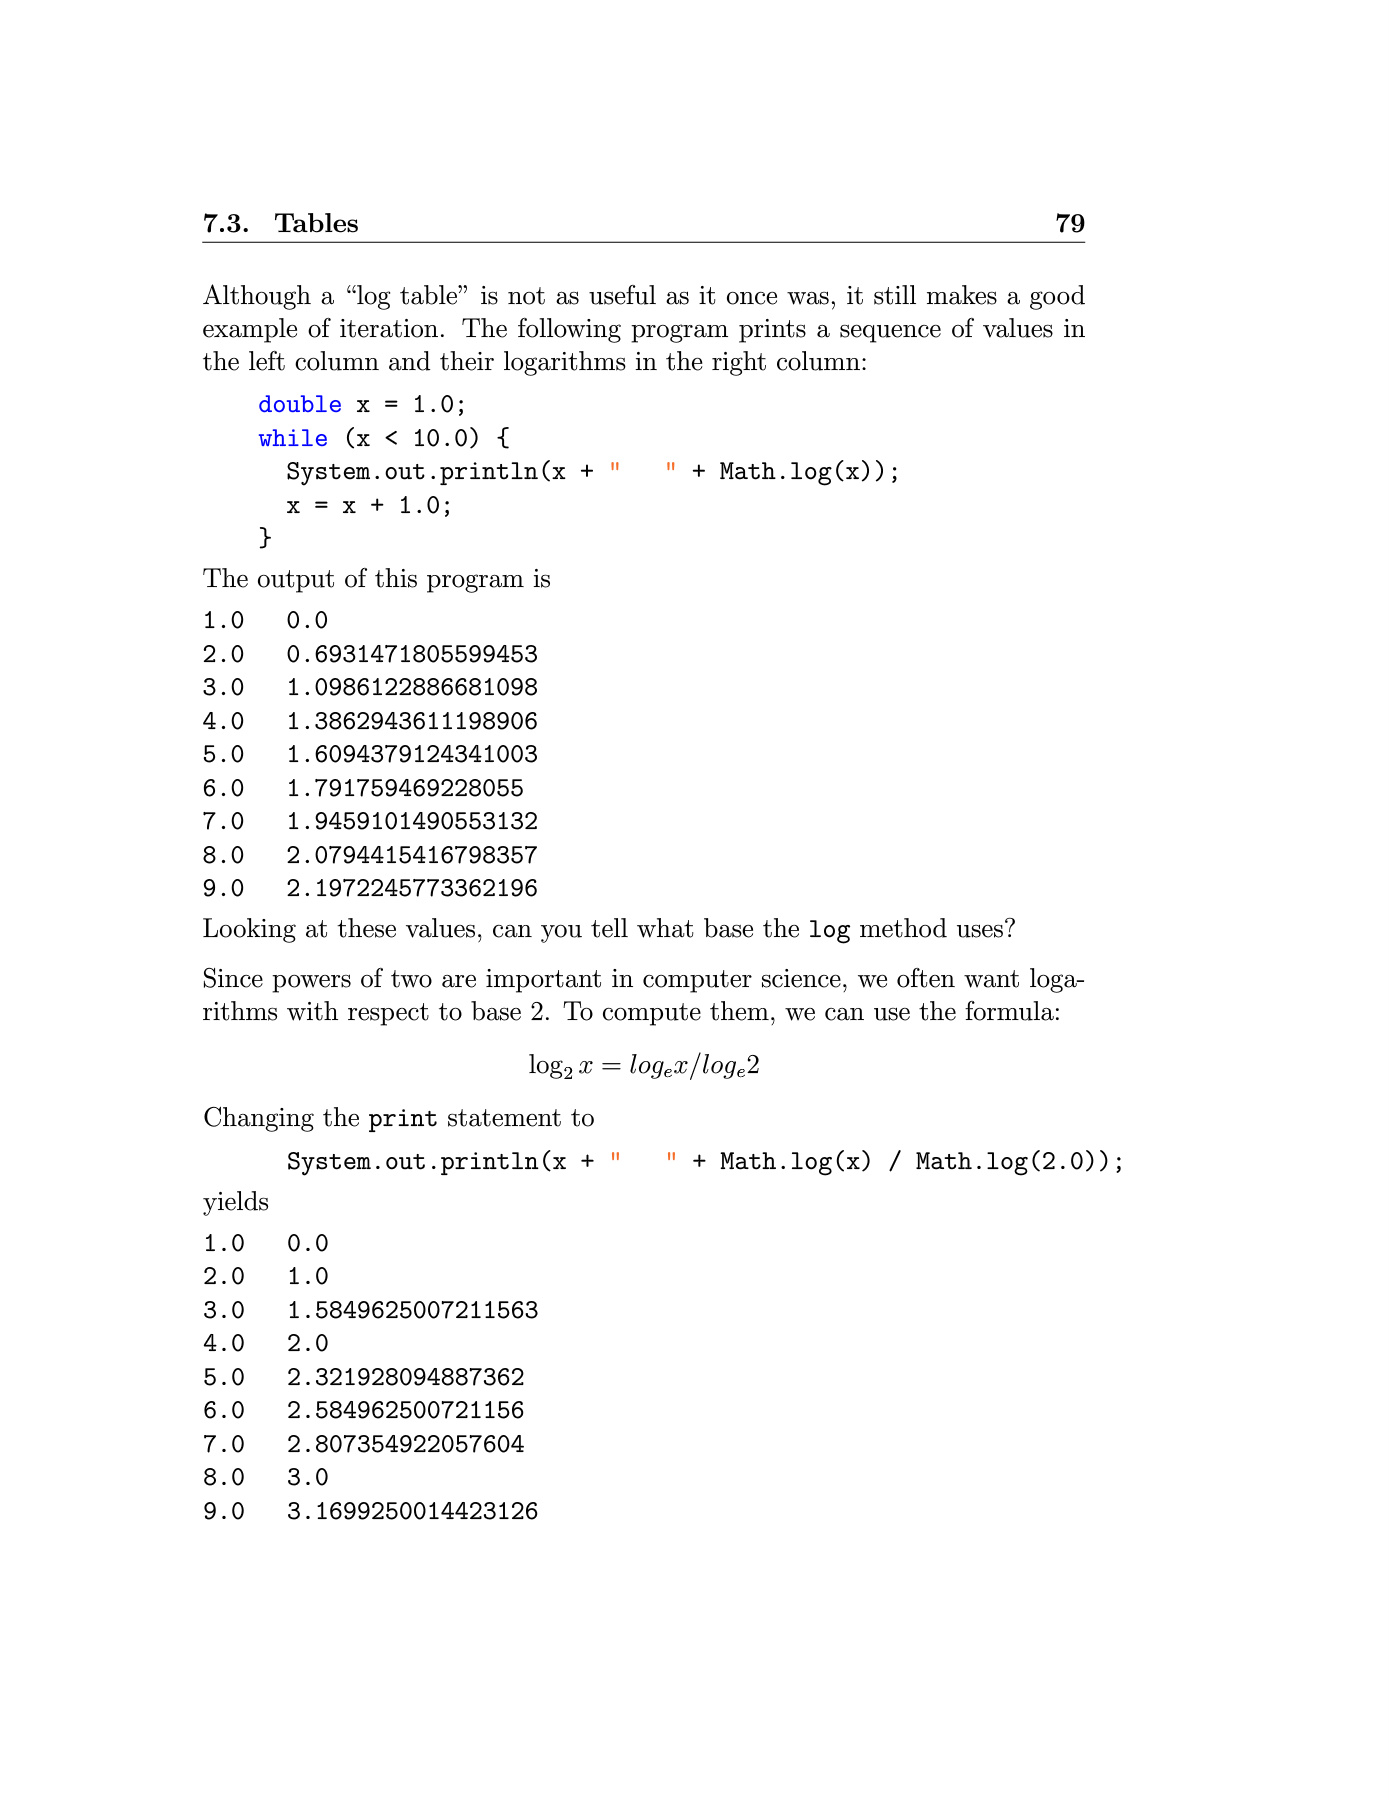 7.3. Tables 79
Although a “log table” is not as useful as it once was, it still makes a good
example of iteration. The following program prints a sequence of values in
the left column and their logarithms in the right column:
double x = 1.0;
while (x < 10.0) {
  System.out.println(x + "   " + Math.log(x));
  x = x + 1.0;
}
The output of this program is
1.0   0.0
2.0   0.6931471805599453
3.0   1.0986122886681098
4.0   1.3862943611198906
5.0   1.6094379124341003
6.0   1.791759469228055
7.0   1.9459101490553132
8.0   2.0794415416798357
9.0   2.1972245773362196
Looking at these values, can you tell what base the log method uses?
Since powers of two are important in computer science, we often want loga-
rithms with respect to base 2. To compute them, we can use the formula:
log₂ x = logₑx/logₑ2
Changing the print statement to
System.out.println(x + "   " + Math.log(x) / Math.log(2.0));
yields
1.0   0.0
2.0   1.0
3.0   1.5849625007211563
4.0   2.0
5.0   2.321928094887362
6.0   2.584962500721156
7.0   2.807354922057604
8.0   3.0
9.0   3.1699250014423126